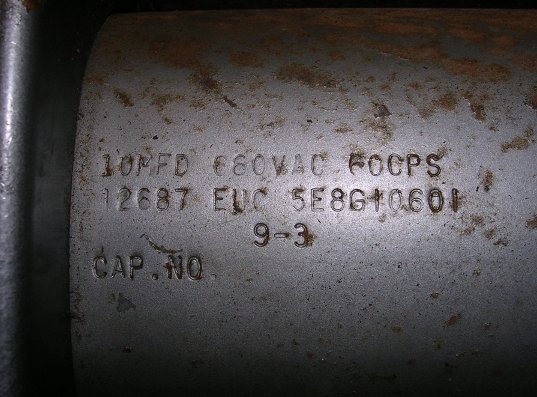 10MFD 660VAC 60CPS
12687 EUC 5E8G10601
9-3
CAP.NO.